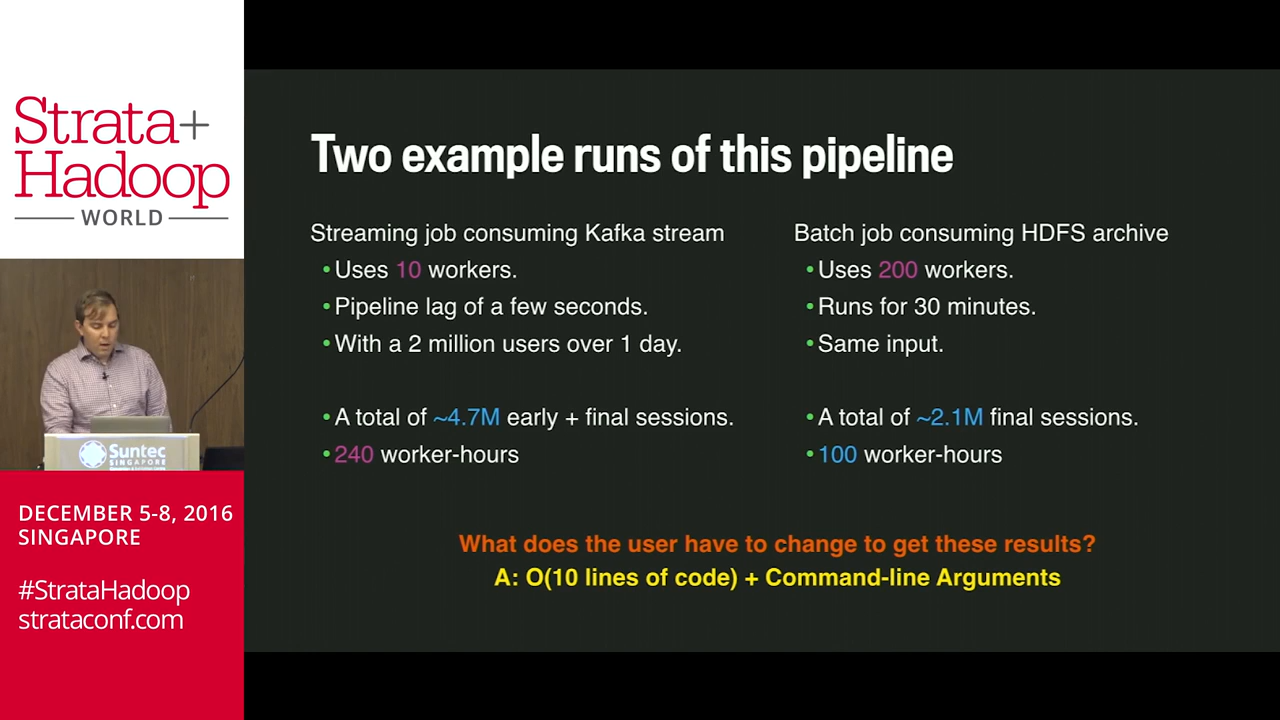 Strata+
Hadoop
WORLD
Two example runs of this pipeline
Streaming job consuming Kafka stream
•Uses 10 workers.
•Pipeline lag of a few seconds.
•With a 2 million users over 1 day.
•A total of ~4.7M early + final sessions.
•240 worker-hours
Batch job consuming HDFS archive
•Uses 200 workers.
•Runs for 30 minutes.
•Same input.
•A total of ~2.1M final sessions.
•100 worker-hours
What does the user have to change to get these results?
A: O(10 lines of code) + Command-line Arguments
Suntec
SINGAPORE
DECEMBER 5-8, 2016
SINGAPORE
#StrataHadoop
strataconf.com